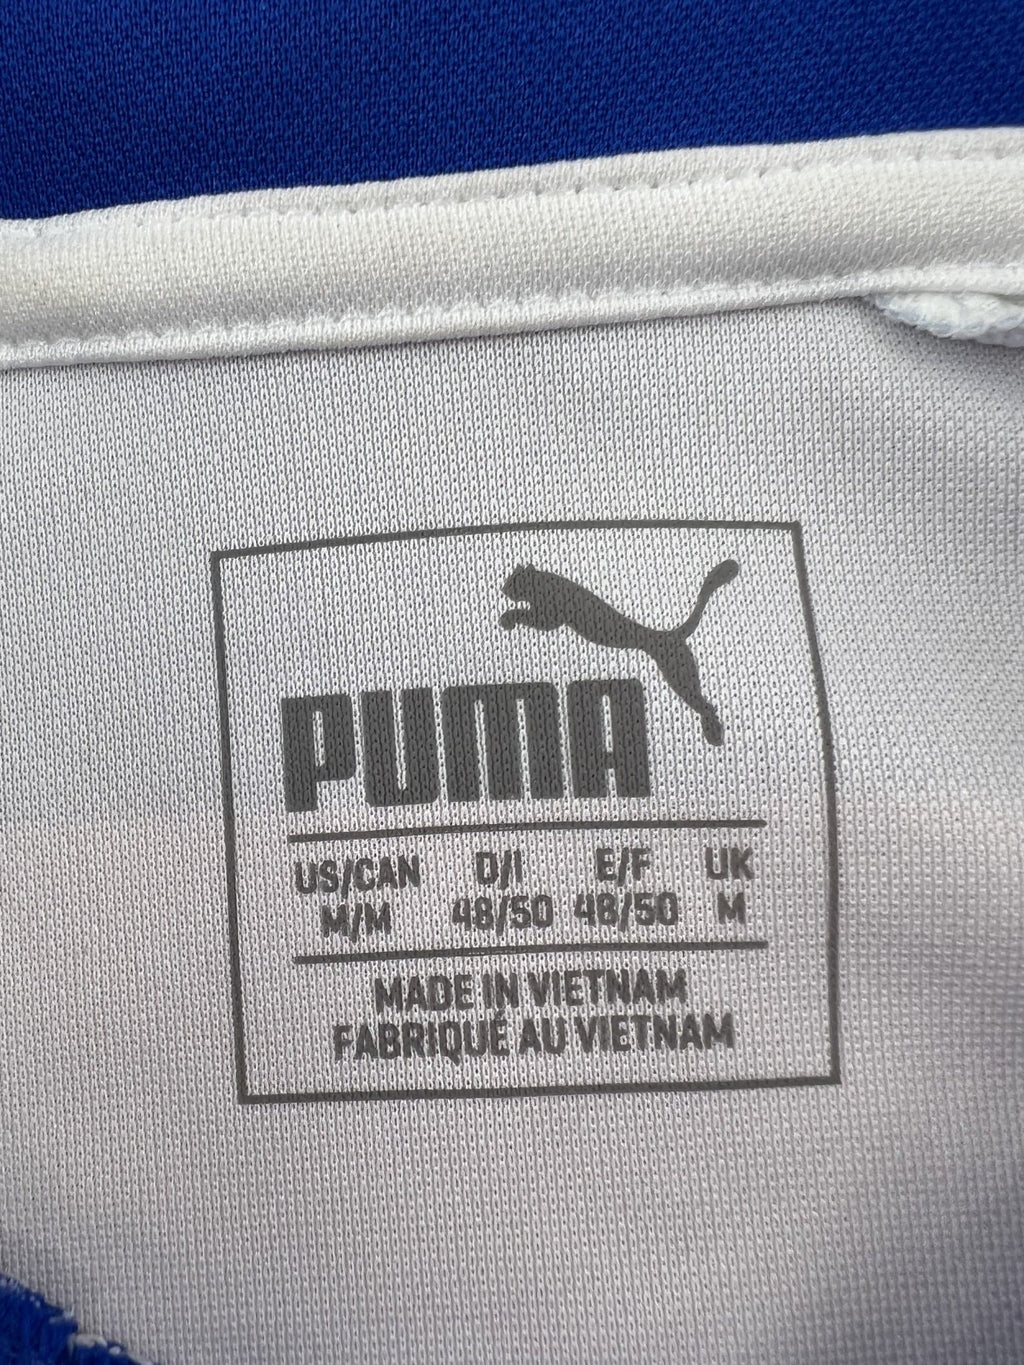 PUMA
US/CAN D/I E/F UK
M/M 48/50 48/50 M
MADE IN VIETNAM
FABRIQUÉ AU VIETNAM